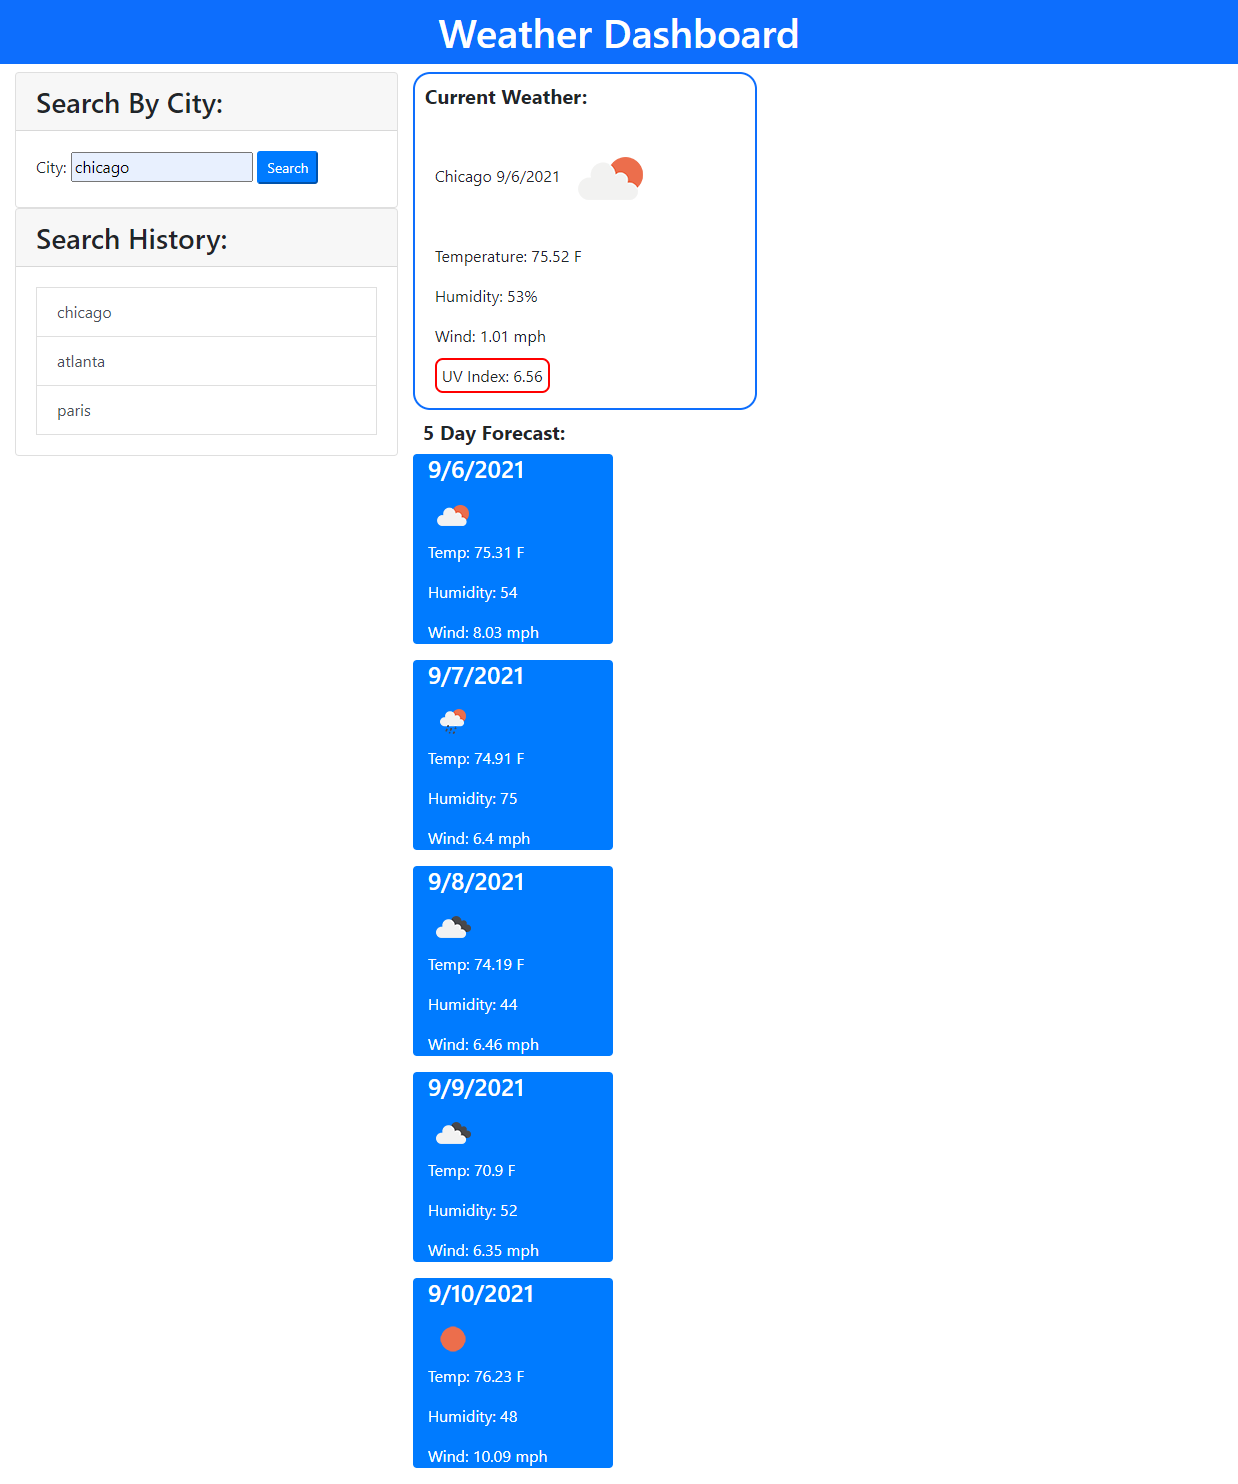 Weather Dashboard
Search By City:
City: chicago Search
Search History:
chicago
atlanta
paris
Current Weather:
Chicago 9/6/2021
Temperature: 75.52 F
Humidity: 53%
Wind: 1.01 mph
UV Index: 6.56
5 Day Forecast:
9/6/2021
Temp: 75.31 F
Humidity: 54
Wind: 8.03 mph
9/7/2021
Temp: 74.91 F
Humidity: 75
Wind: 6.4 mph
9/8/2021
Temp: 74.19 F
Humidity: 44
Wind: 6.46 mph
9/9/2021
Temp: 70.9 F
Humidity: 52
Wind: 6.35 mph
9/10/2021
Temp: 76.23 F
Humidity: 48
Wind: 10.09 mph